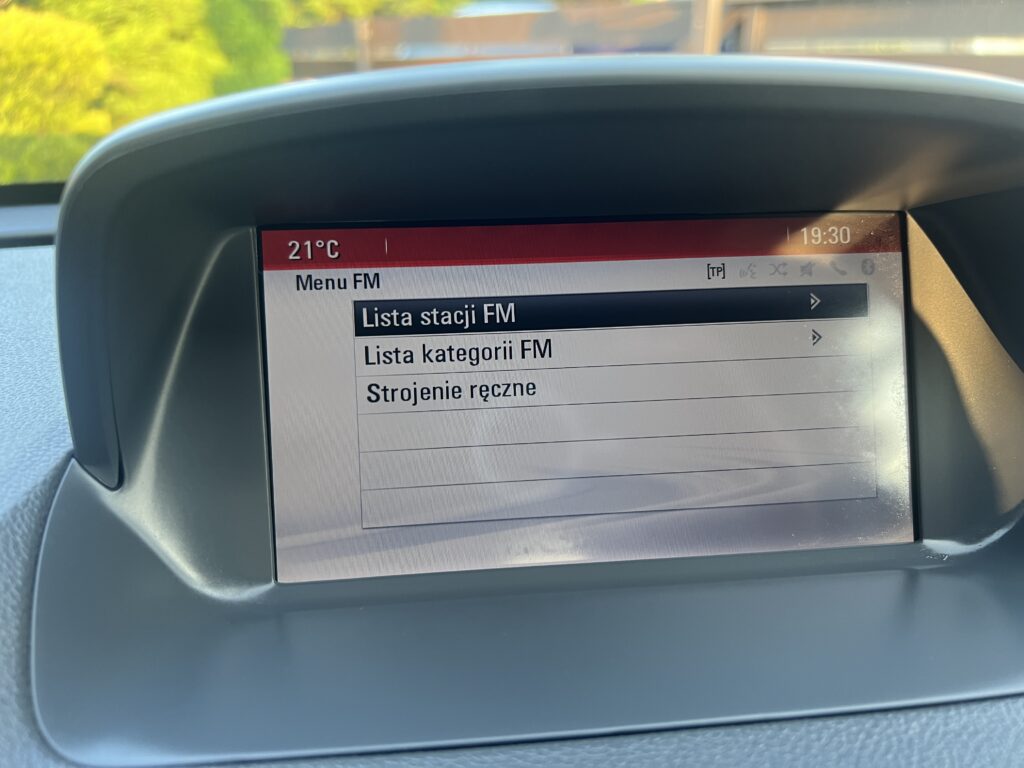 21°C 19:30
Menu FM [TP]
Lista stacji FM
Lista kategorii FM
Strojenie ręczne